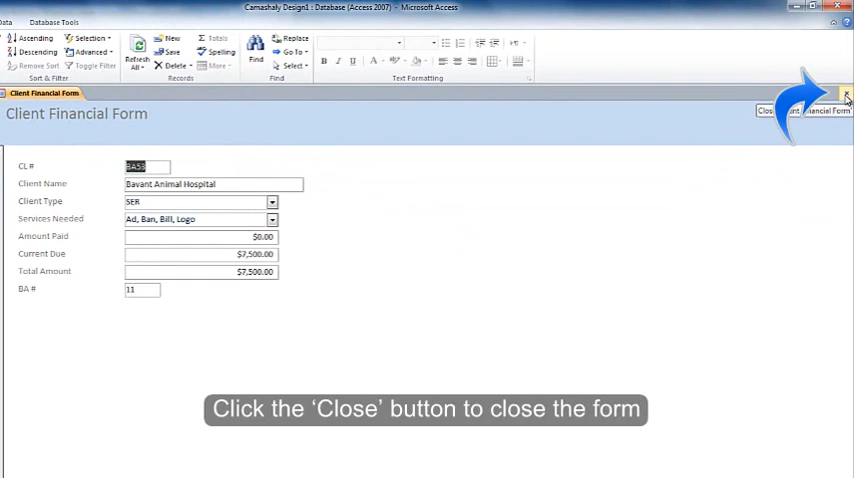 Camashaly Design1 : Database (Access 2007) - Microsoft Access
Data Database Tools
Ascending Selection
Descending Advanced
Remove Sort Toggle Filter
Sort & Filter
Refresh All
New Totals
Save Spelling
Delete More
Records
Find
Replace
Go To
Select
Find
B I U A
Text Formatting
Client Financial Form
Client Financial Form
CL # BA53
Client Name Bavant Animal Hospital
Client Type SER
Services Needed Ad, Ban, Bill, Logo
Amount Paid $0.00
Current Due $7,500.00
Total Amount $7,500.00
BA # 11
Click the ‘Close’ button to close the form